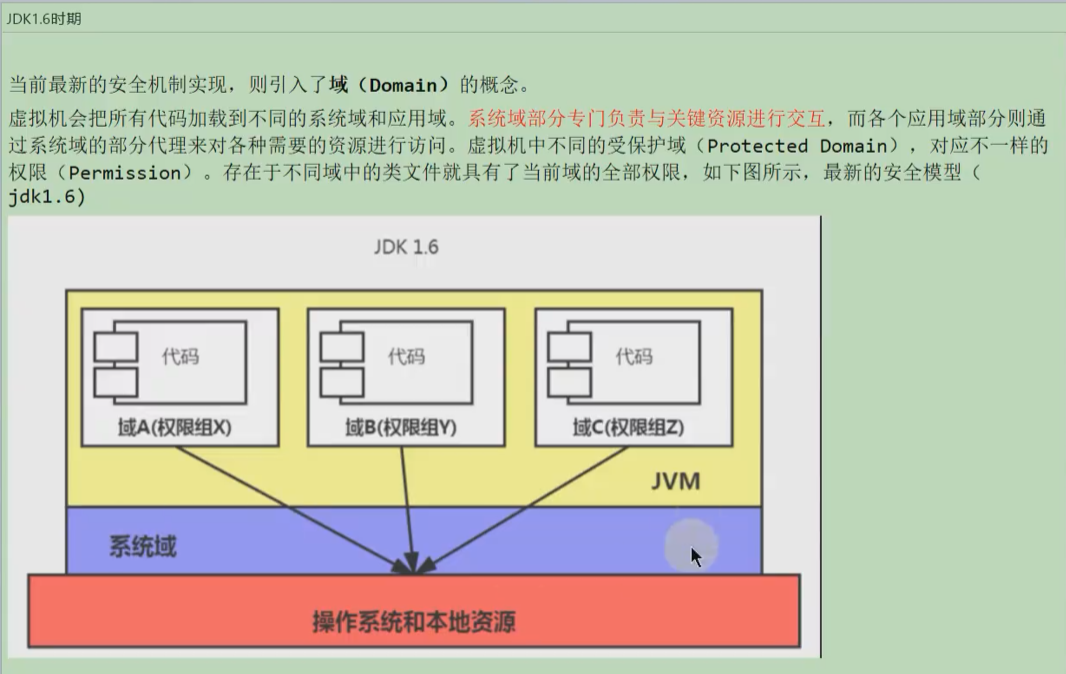 JDK1.6时期
当前最新的安全机制实现，则引入了域（Domain）的概念。
虚拟机会把所有代码加载到不同的系统域和应用域。系统域部分专门负责与关键资源进行交互，而各个应用域部分则通
过系统域的部分代理来对各种需要的资源进行访问。虚拟机中不同的受保护域（Protected Domain），对应不一样的
权限（Permission）。存在于不同域中的类文件就具有了当前域的全部权限，如下图所示，最新的安全模型（
jdk1.6)
JDK 1.6
代码 代码 代码
域A(权限组X) 域B(权限组Y) 域C(权限组Z)
JVM
系统域
操作系统和本地资源